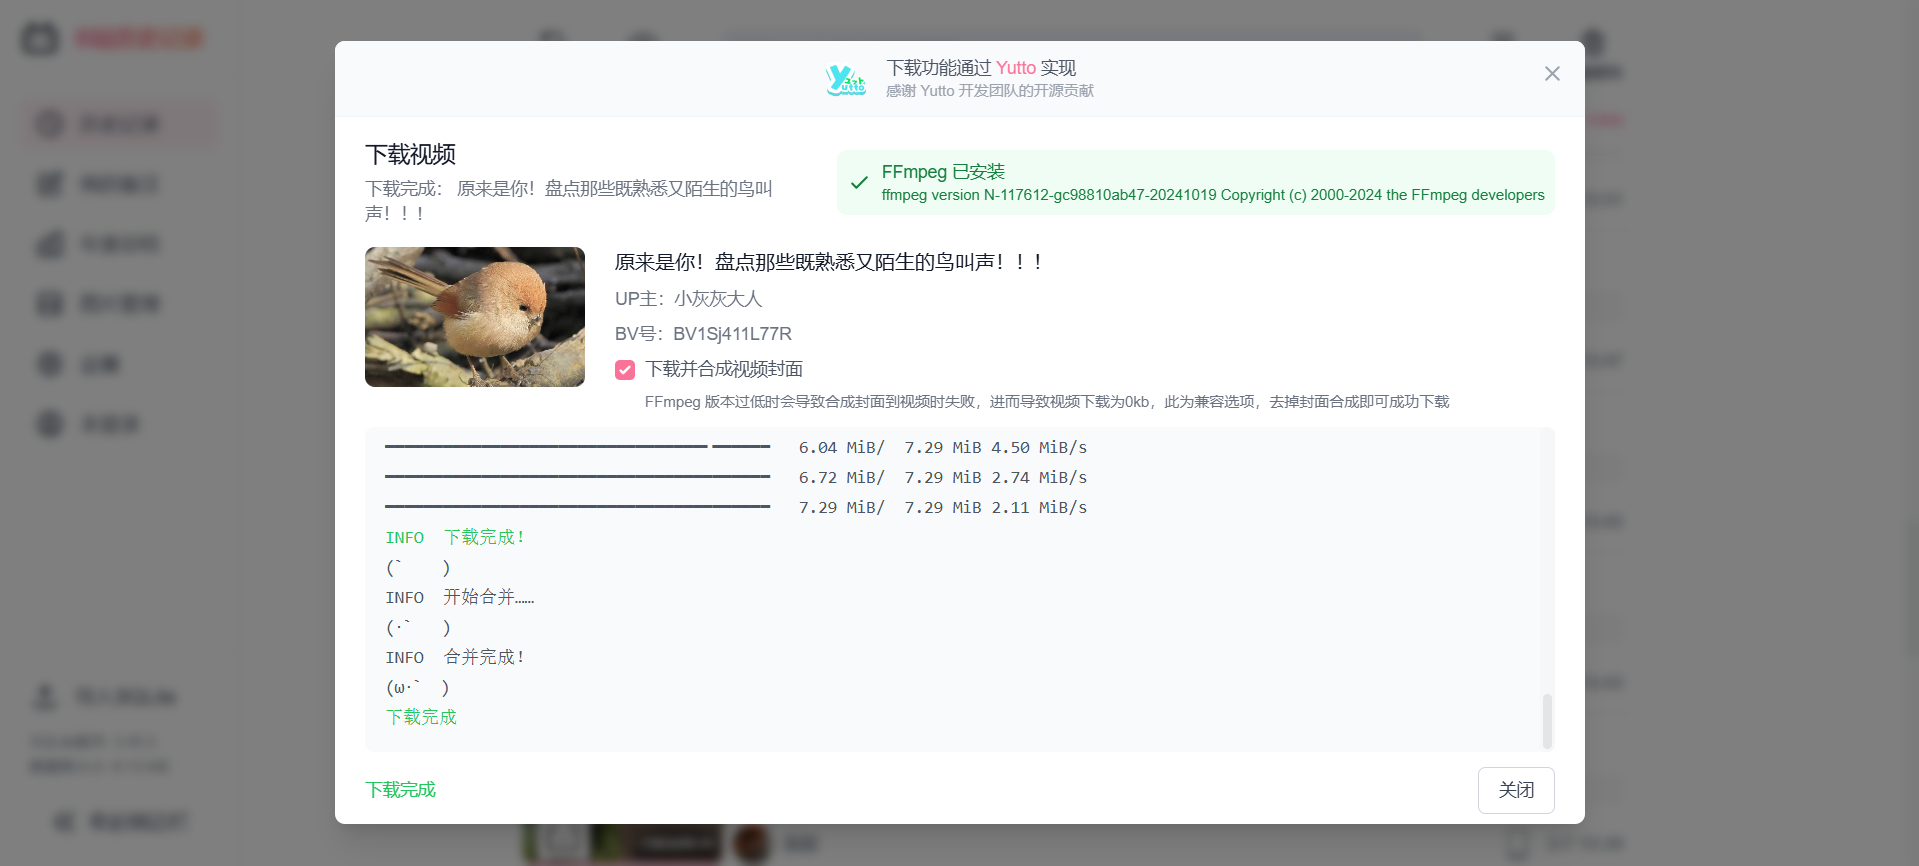 下载功能通过 Yutto 实现
感谢 Yutto 开发团队的开源贡献
下载视频
下载完成： 原来是你！盘点那些既熟悉又陌生的鸟叫
声！！！
FFmpeg 已安装
ffmpeg version N-117612-gc98810ab47-20241019 Copyright (c) 2000-2024 the FFmpeg developers
原来是你！盘点那些既熟悉又陌生的鸟叫声！！！
UP主：小灰灰大人
BV号：BV1Sj411L77R
下载并合成视频封面
FFmpeg 版本过低时会导致合成封面到视频时失败，进而导致视频下载为0kb，此为兼容选项，去掉封面合成即可成功下载
6.04 MiB/ 7.29 MiB 4.50 MiB/s
6.72 MiB/ 7.29 MiB 2.74 MiB/s
7.29 MiB/ 7.29 MiB 2.11 MiB/s
INFO 下载完成！
(` )
INFO 开始合并……
(·` )
INFO 合并完成！
(ω·` )
下载完成
下载完成
关闭